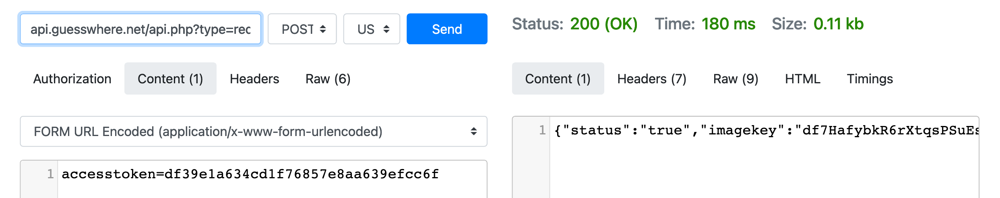 api.guesswhere.net/api.php?type=rec
POST
US
Send
Status: 200 (OK) Time: 180 ms Size: 0.11 kb
Authorization
Content (1)
Headers
Raw (6)
Content (1)
Headers (7)
Raw (9)
HTML
Timings
FORM URL Encoded (application/x-www-form-urlencoded)
1 accesstoken=df39e1a634cd1f76857e8aa639efcc6f
1 {"status":"true","imagekey":"df7HafybkR6rXtqsPSuEs